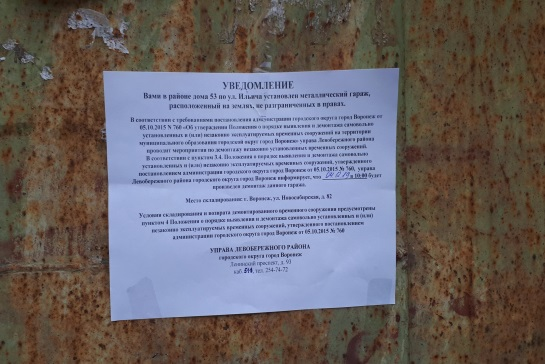 УВЕДОМЛЕНИЕ
Вами в районе дома 53 по ул. Ильича установлен металлический гараж,
расположенный на землях, не разграниченных в правах.
В соответствии с требованиями постановления администрации городского округа город Воронеж от
05.10.2015 N 760 «Об утверждении Положения о порядке выявления и демонтажа самовольно
установленных и (или) незаконно эксплуатируемых временных сооружений на территории
муниципального образования городской округ город Воронеж» управа Левобережного района
проводит мероприятия по демонтажу незаконно установленных временных сооружений.
В соответствии с пунктом 3.4. Положения о порядке выявления и демонтажа самовольно
установленных и (или) незаконно эксплуатируемых временных сооружений, утвержденного
постановлением администрации городского округа город Воронеж от 05.10.2015 № 760, управа
Левобережного района городского округа город Воронеж информирует, что в 10:00 будет
произведен демонтаж данного гаража.
Место складирования: г. Воронеж, ул. Новосибирская, д. 82
Условия складирования и возврата демонтированного временного сооружения предусмотрены
пунктом 4 Положения о порядке выявления и демонтажа самовольно установленных и (или)
незаконно эксплуатируемых временных сооружений, утвержденного постановлением
администрации городского округа город Воронеж от 05.10.2015 № 760
УПРАВА ЛЕВОБЕРЕЖНОГО РАЙОНА
городского округа город Воронеж
Ленинский проспект, д. 93
каб. тел. 254-74-72